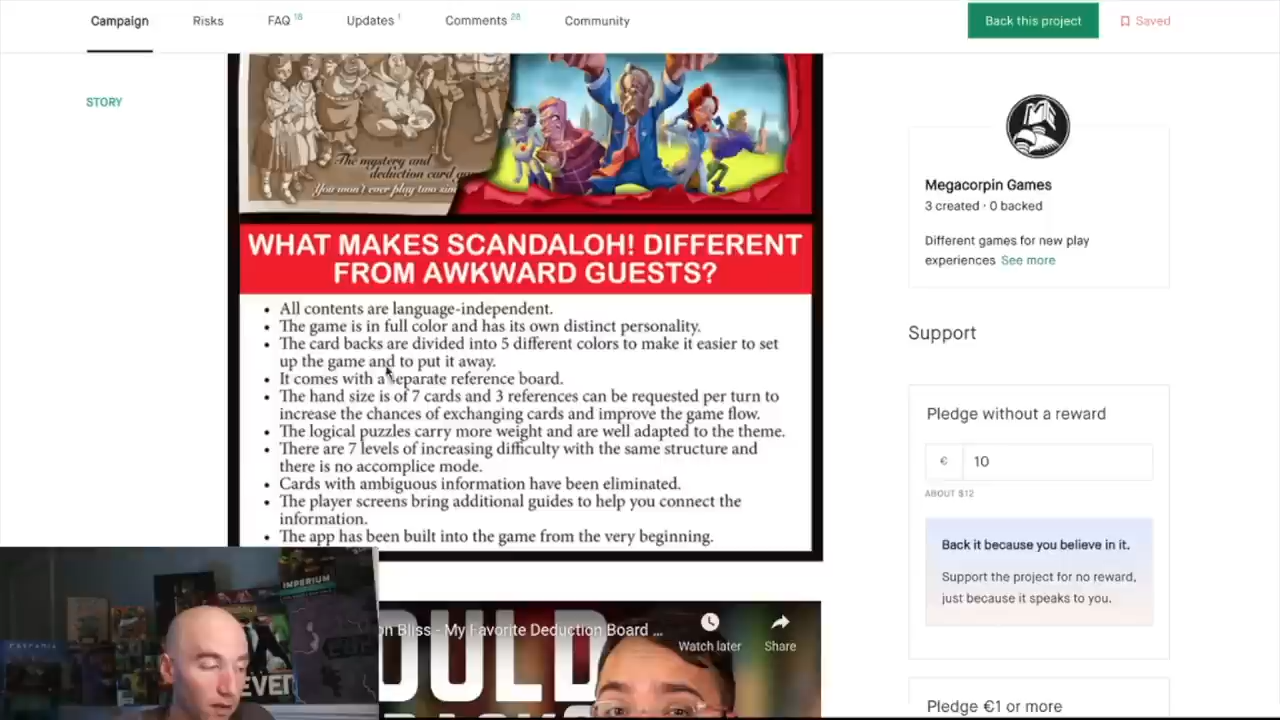 Campaign
Risks
FAQ 18
Updates 1
Comments 28
Community
Back this project
Saved
STORY
The mystery and
deduction card
You won't ever play two
WHAT MAKES SCANDALOH! DIFFERENT
FROM AWKWARD GUESTS?
• All contents are language-independent.
• The game is in full color and has its own distinct personality.
• The card backs are divided into 5 different colors to make it easier to set
up the game and to put it away.
• It comes with a separate reference board.
• The hand size is of 7 cards and 3 references can be requested per turn to
increase the chances of exchanging cards and improve the game flow.
• The logical puzzles carry more weight and are well adapted to the theme.
• There are 7 levels of increasing difficulty with the same structure and
there is no accomplice mode.
• Cards with ambiguous information have been eliminated.
• The player screens bring additional guides to help you connect the
information.
• The app has been built into the game from the very beginning.
on Bliss - My Favorite Deduction Board ...
Watch later
Share
OULD
IMPERIUM
Megacorpin Games
3 created · 0 backed
Different games for new play
experiences See more
Support
Pledge without a reward
€ 10
ABOUT $12
Back it because you believe in it.
Support the project for no reward,
just because it speaks to you.
Pledge €1 or more